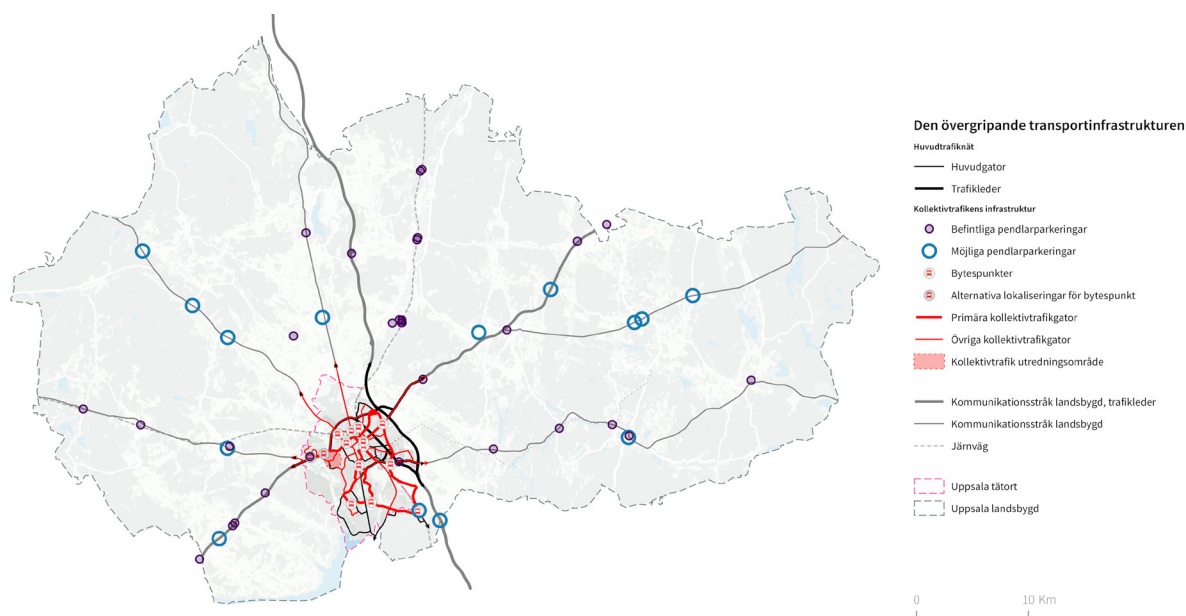 Den övergripande transportinfrastrukturen
Huvudtrafiknät
Huvudgator
Trafikleder
Kollektivtrafikens infrastruktur
Befintliga pendlarparkeringar
Möjliga pendlarparkeringar
Bytespunkter
Alternativa lokaliseringar för bytespunkt
Primära kollektivtrafikgator
Övriga kollektivtrafikgator
Kollektivtrafik utredningsområde
Kommunikationsstråk landsbygd, trafikleder
Kommunikationsstråk landsbygd
Järnväg
Uppsala tätort
Uppsala landsbygd
0 10 Km